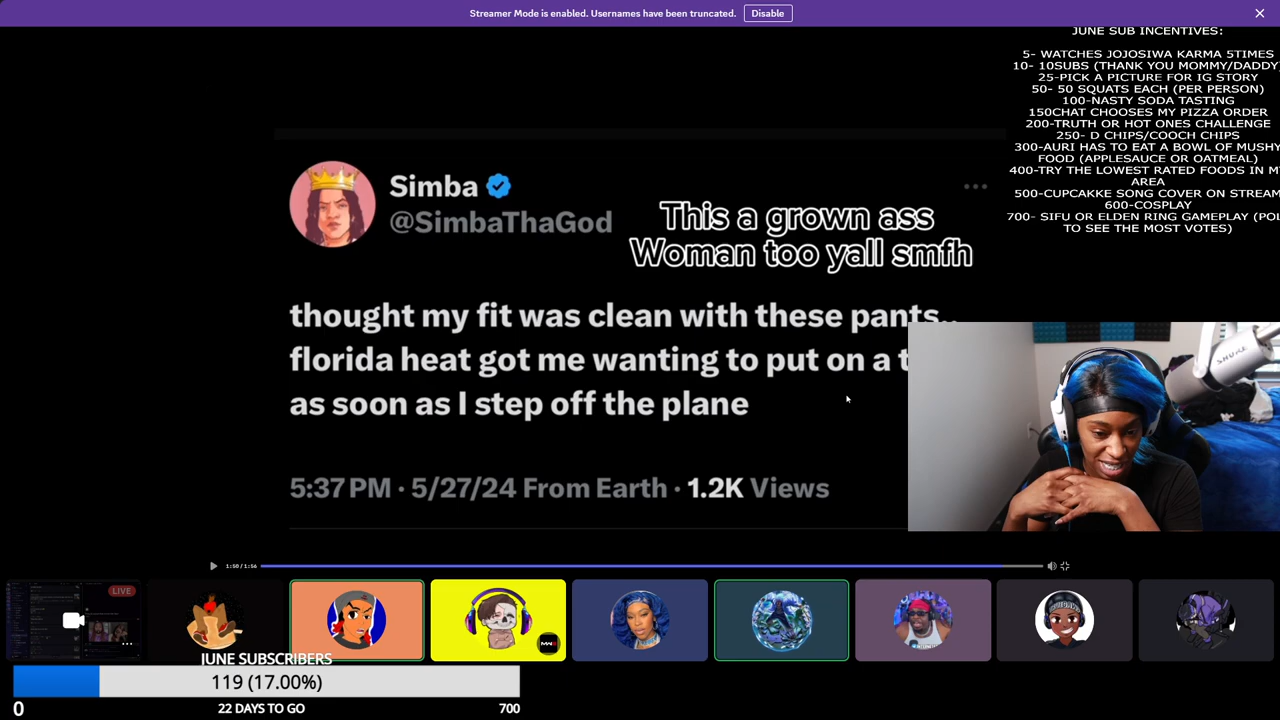 Streamer Mode is enabled. Usernames have been truncated.
Disable
JUNE SUB INCENTIVES:
5- WATCHES JOJOSIWA KARMA 5TIMES
10- 10SUBS (THANK YOU MOMMY/DADDY
25-PICK A PICTURE FOR IG STORY
50- 50 SQUATS EACH (PER PERSON)
100-NASTY SODA TASTING
150CHAT CHOOSES MY PIZZA ORDER
200-TRUTH OR HOT ONES CHALLENGE
250- D CHIPS/COOCH CHIPS
300-AURI HAS TO EAT A BOWL OF MUSHY
FOOD (APPLESAUCE OR OATMEAL)
400-TRY THE LOWEST RATED FOODS IN M
AREA
500-CUPCAKKE SONG COVER ON STREAM
600-COSPLAY
700- SIFU OR ELDEN RING GAMEPLAY (POL
TO SEE THE MOST VOTES)
Simba
@SimbaThaGod
This a grown ass
Woman too yall smfh
thought my fit was clean with these pants..
florida heat got me wanting to put on a t
as soon as I step off the plane
5:37 PM · 5/27/24 From Earth · 1.2K Views
SHURE
1:50 / 1:56
LIVE
JUNE SUBSCRIBERS
119 (17.00%)
0
22 DAYS TO GO
700